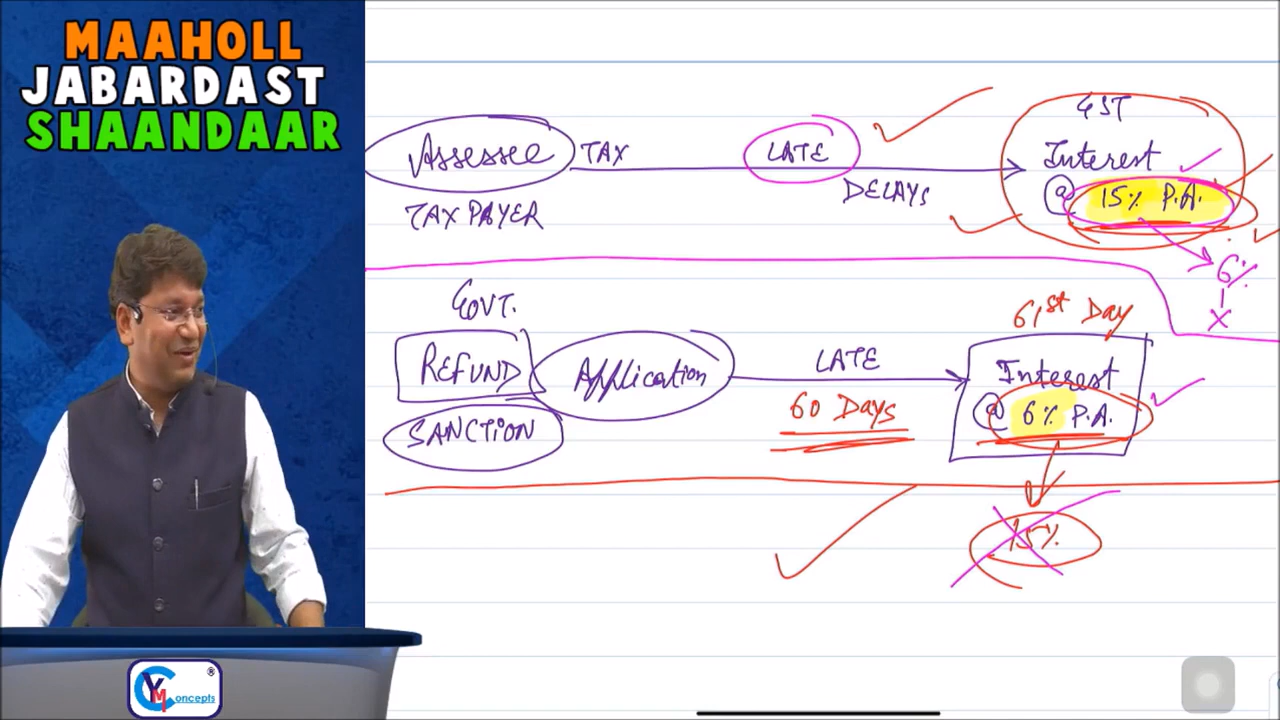 MAAHOLL
JABARDAST
SHAANDAAR
GST
Assessee TAX LATE Interest
DELAYS @ 15% P.A.
TAX PAYER
6%
X
GOVT. 61st Day
REFUND Application LATE Interest
60 Days @ 6% P.A.
SANCTION
15%
YM Concepts ®